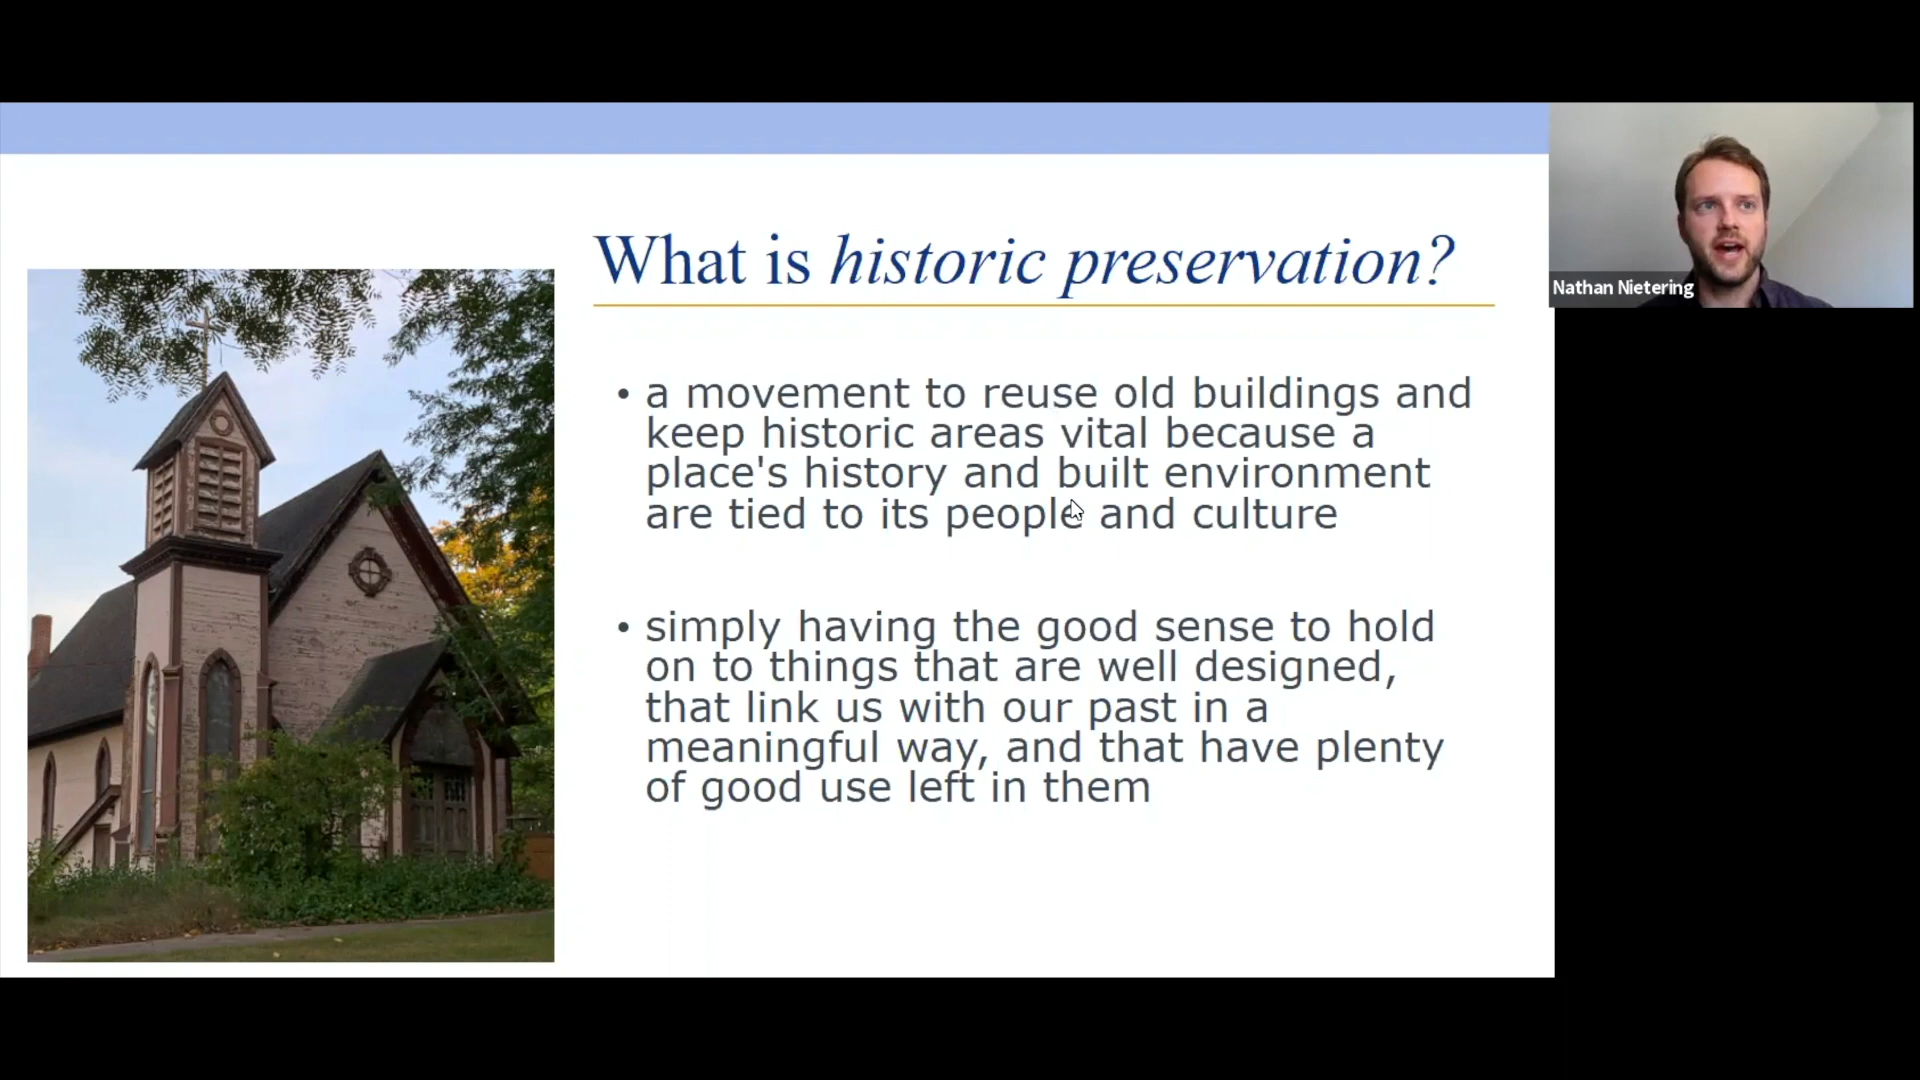 What is historic preservation?
Nathan Nietering
• a movement to reuse old buildings and
keep historic areas vital because a
place's history and built environment
are tied to its people and culture
• simply having the good sense to hold
on to things that are well designed,
that link us with our past in a
meaningful way, and that have plenty
of good use left in them